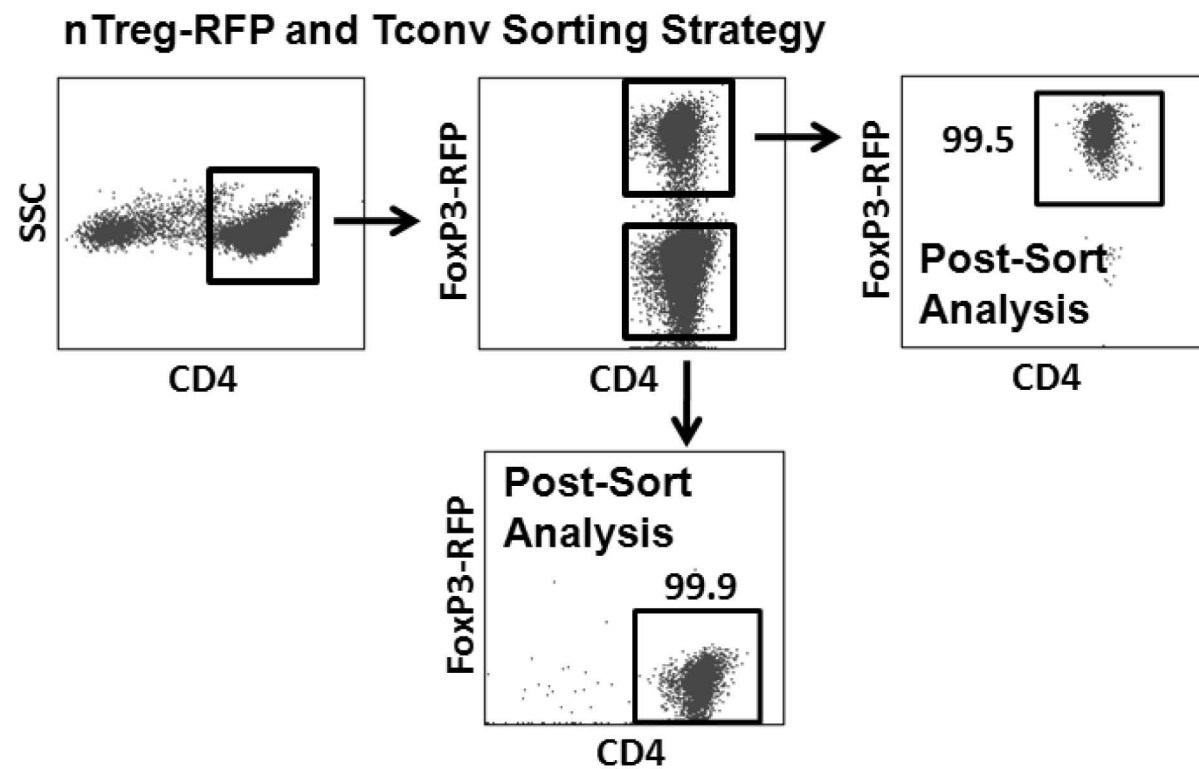 nTreg-RFP and Tconv Sorting Strategy
SSC
CD4
FoxP3-RFP
CD4
FoxP3-RFP
99.5
Post-Sort
Analysis
CD4
FoxP3-RFP
Post-Sort
Analysis
99.9
CD4